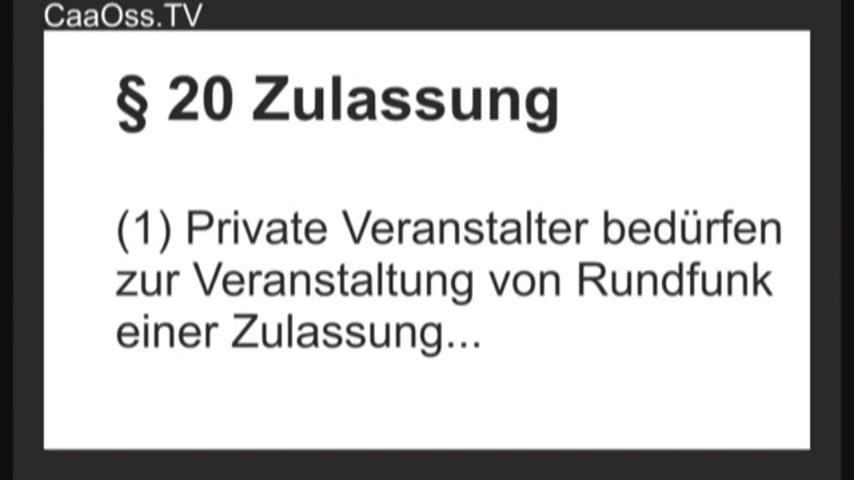 CaaOss.TV
§ 20 Zulassung
(1) Private Veranstalter bedürfen
zur Veranstaltung von Rundfunk
einer Zulassung...